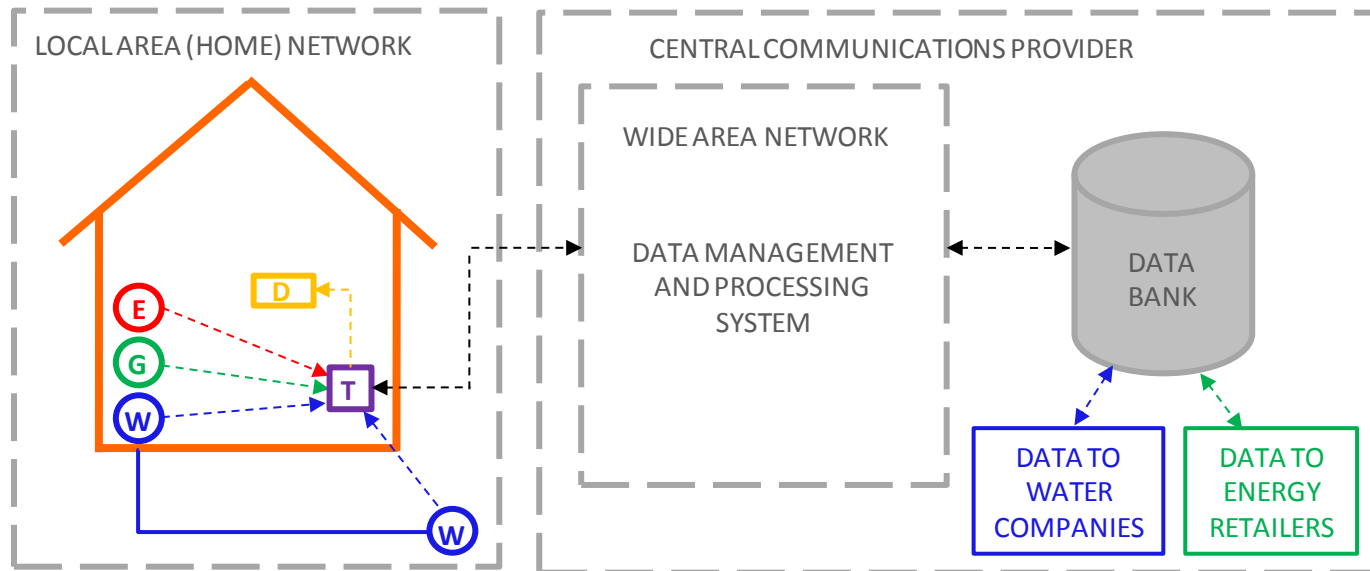 LOCAL AREA (HOME) NETWORK
D
E
G
T
W
W
CENTRAL COMMUNICATIONS PROVIDER
WIDE AREA NETWORK
DATA MANAGEMENT
AND PROCESSING
SYSTEM
DATA
BANK
DATA TO
WATER
COMPANIES
DATA TO
ENERGY
RETAILERS